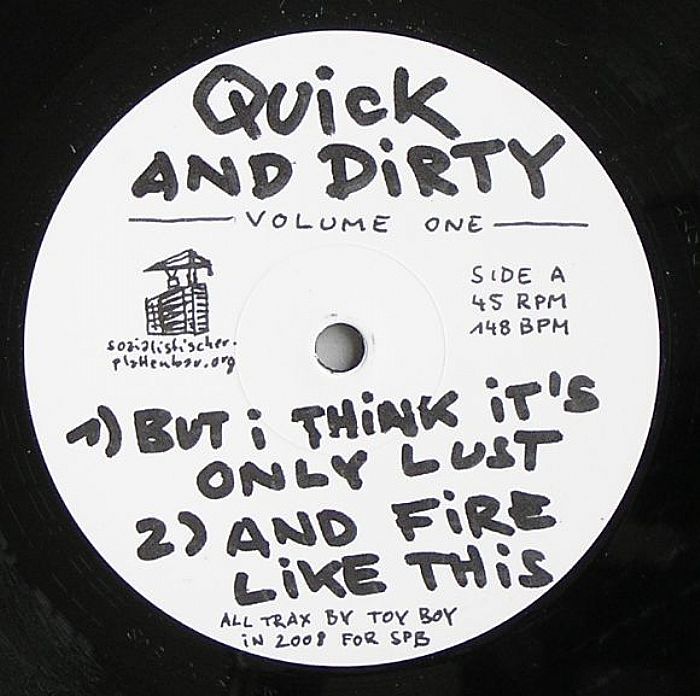 QUiCK
AND DiRTY
VOLUME ONE
SIDE A
45 RPM
148 BPM
sozialistischer.
plattenbau.org
1) BUT i THiNK iT'S
ONLY LUST
2) AND FiRE
LiKE THiS
ALL TRAX BY TOY BOY
iN 2008 FOR SPB